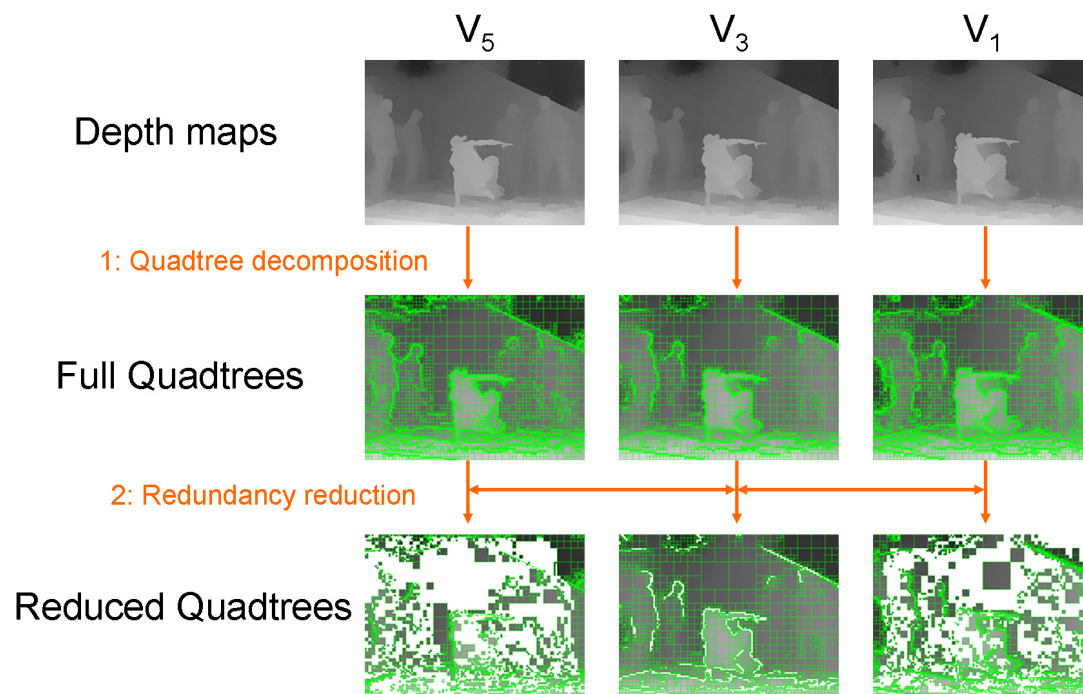 V₅ V₃ V₁
Depth maps
1: Quadtree decomposition
Full Quadtrees
2: Redundancy reduction
Reduced Quadtrees